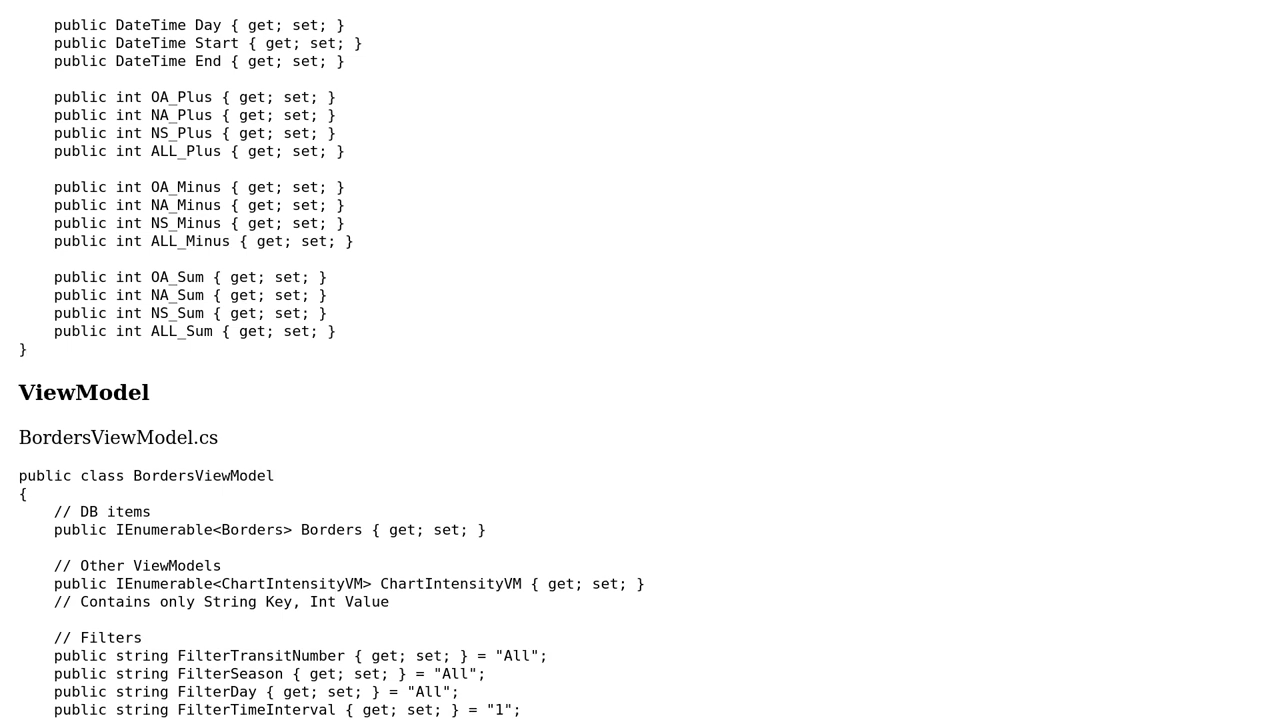 public DateTime Day { get; set; }
    public DateTime Start { get; set; }
    public DateTime End { get; set; }

    public int OA_Plus { get; set; }
    public int NA_Plus { get; set; }
    public int NS_Plus { get; set; }
    public int ALL_Plus { get; set; }

    public int OA_Minus { get; set; }
    public int NA_Minus { get; set; }
    public int NS_Minus { get; set; }
    public int ALL_Minus { get; set; }

    public int OA_Sum { get; set; }
    public int NA_Sum { get; set; }
    public int NS_Sum { get; set; }
    public int ALL_Sum { get; set; }
}
ViewModel
BordersViewModel.cs
public class BordersViewModel
{
    // DB items
    public IEnumerable<Borders> Borders { get; set; }

    // Other ViewModels
    public IEnumerable<ChartIntensityVM> ChartIntensityVM { get; set; }
    // Contains only String Key, Int Value

    // Filters
    public string FilterTransitNumber { get; set; } = "All";
    public string FilterSeason { get; set; } = "All";
    public string FilterDay { get; set; } = "All";
    public string FilterTimeInterval { get; set; } = "1";